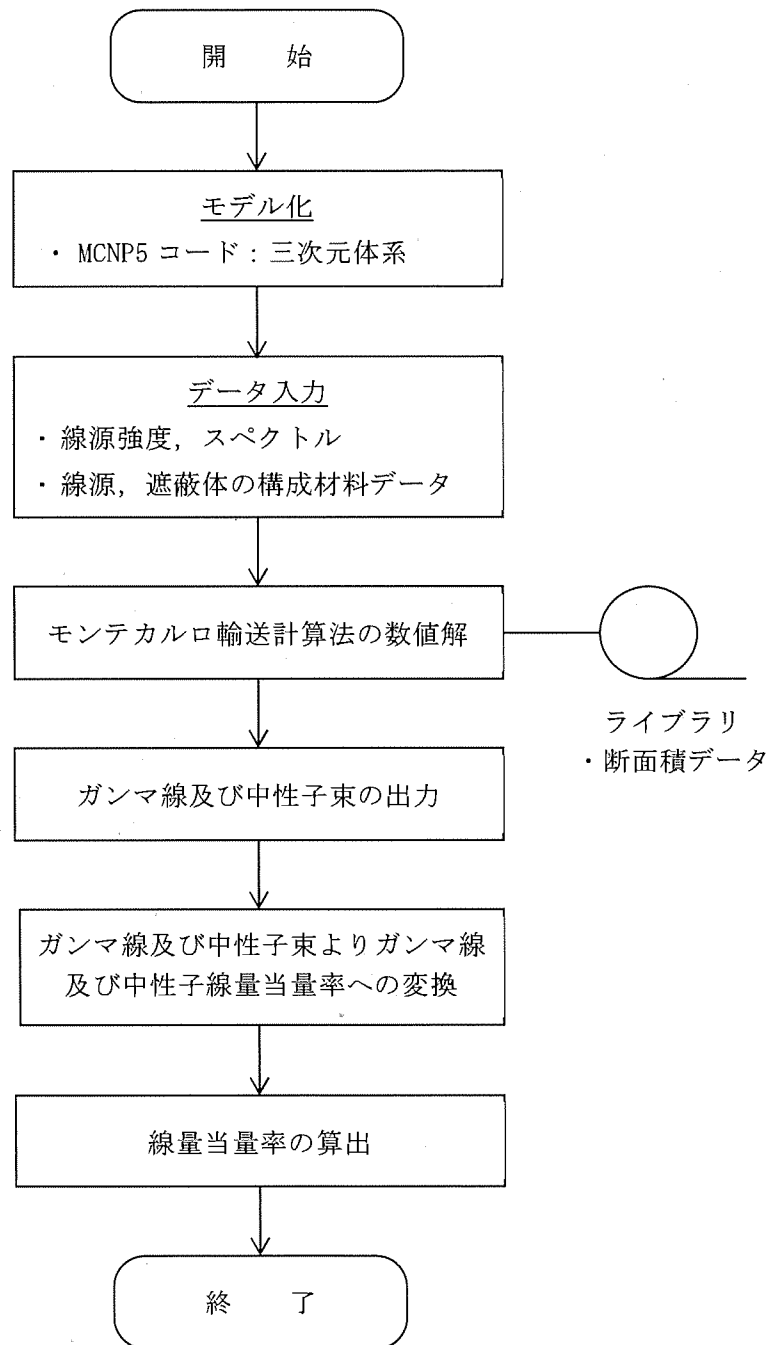 開　　始
モデル化
・ MCNP5 コード：三次元体系
データ入力
・線源強度，スペクトル
・線源，遮蔽体の構成材料データ
モンテカルロ輸送計算法の数値解
ライブラリ
・断面積データ
ガンマ線及び中性子束の出力
ガンマ線及び中性子束よりガンマ線
及び中性子線量当量率への変換
線量当量率の算出
終　　了